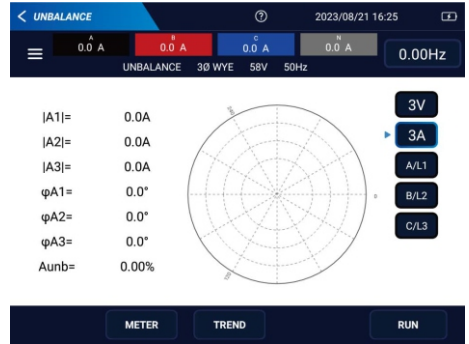 UNBALANCE
2023/08/21 16:25
A B C N
0.0 A 0.0 A 0.0 A 0.0 A
0.00Hz
UNBALANCE 3Ø WYE 58V 50Hz
|A1|= 0.0A
|A2|= 0.0A
|A3|= 0.0A
φA1= 0.0°
φA2= 0.0°
φA3= 0.0°
Aunb= 0.00%
240
0
3V
3A
A/L1
B/L2
C/L3
METER TREND RUN